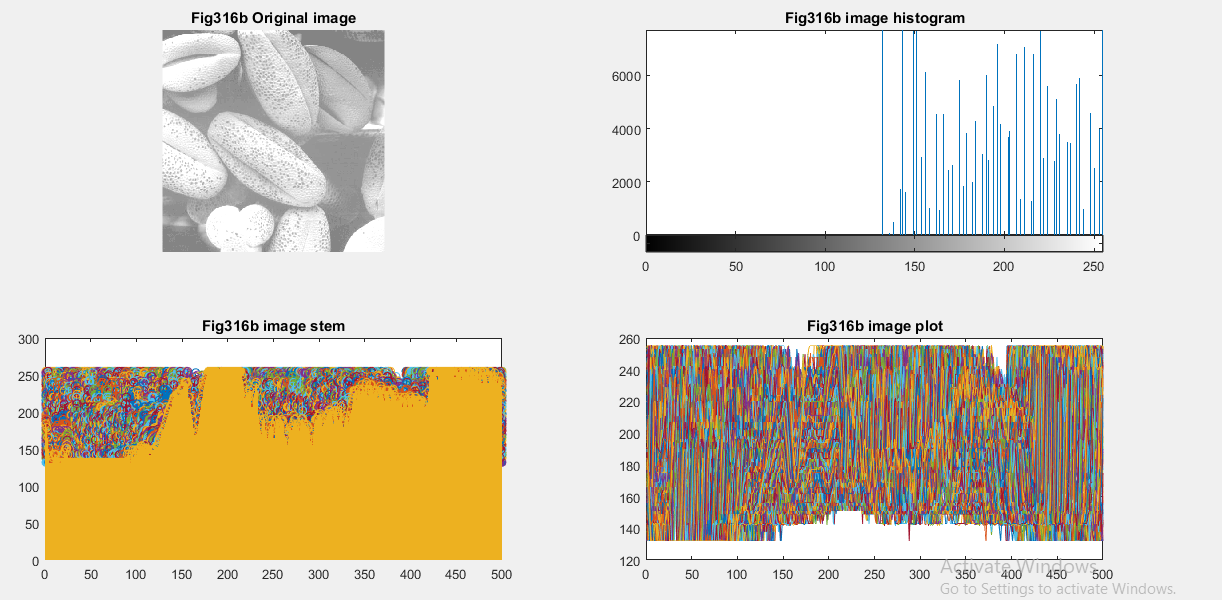 Fig316b Original image
Fig316b image histogram
6000
4000
2000
0
0 50 100 150 200 250
Fig316b image stem
300
250
200
150
100
50
0
0 50 100 150 200 250 300 350 400 450 500
Fig316b image plot
260
240
220
200
180
160
140
120
0 50 100 150 200 250 300 350 400 450 500
Activate Windows
Go to Settings to activate Windows.